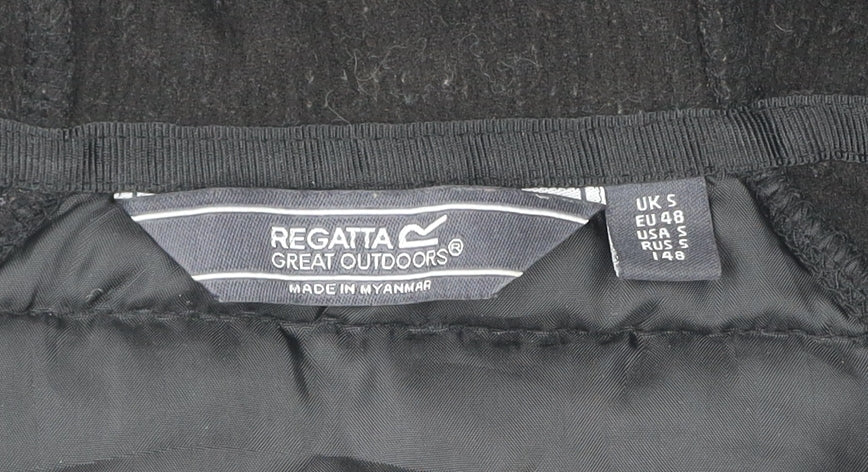 REGATTA
GREAT OUTDOORS®
MADE IN MYANMAR
UK S
EU 48
USA S
RUS S
148